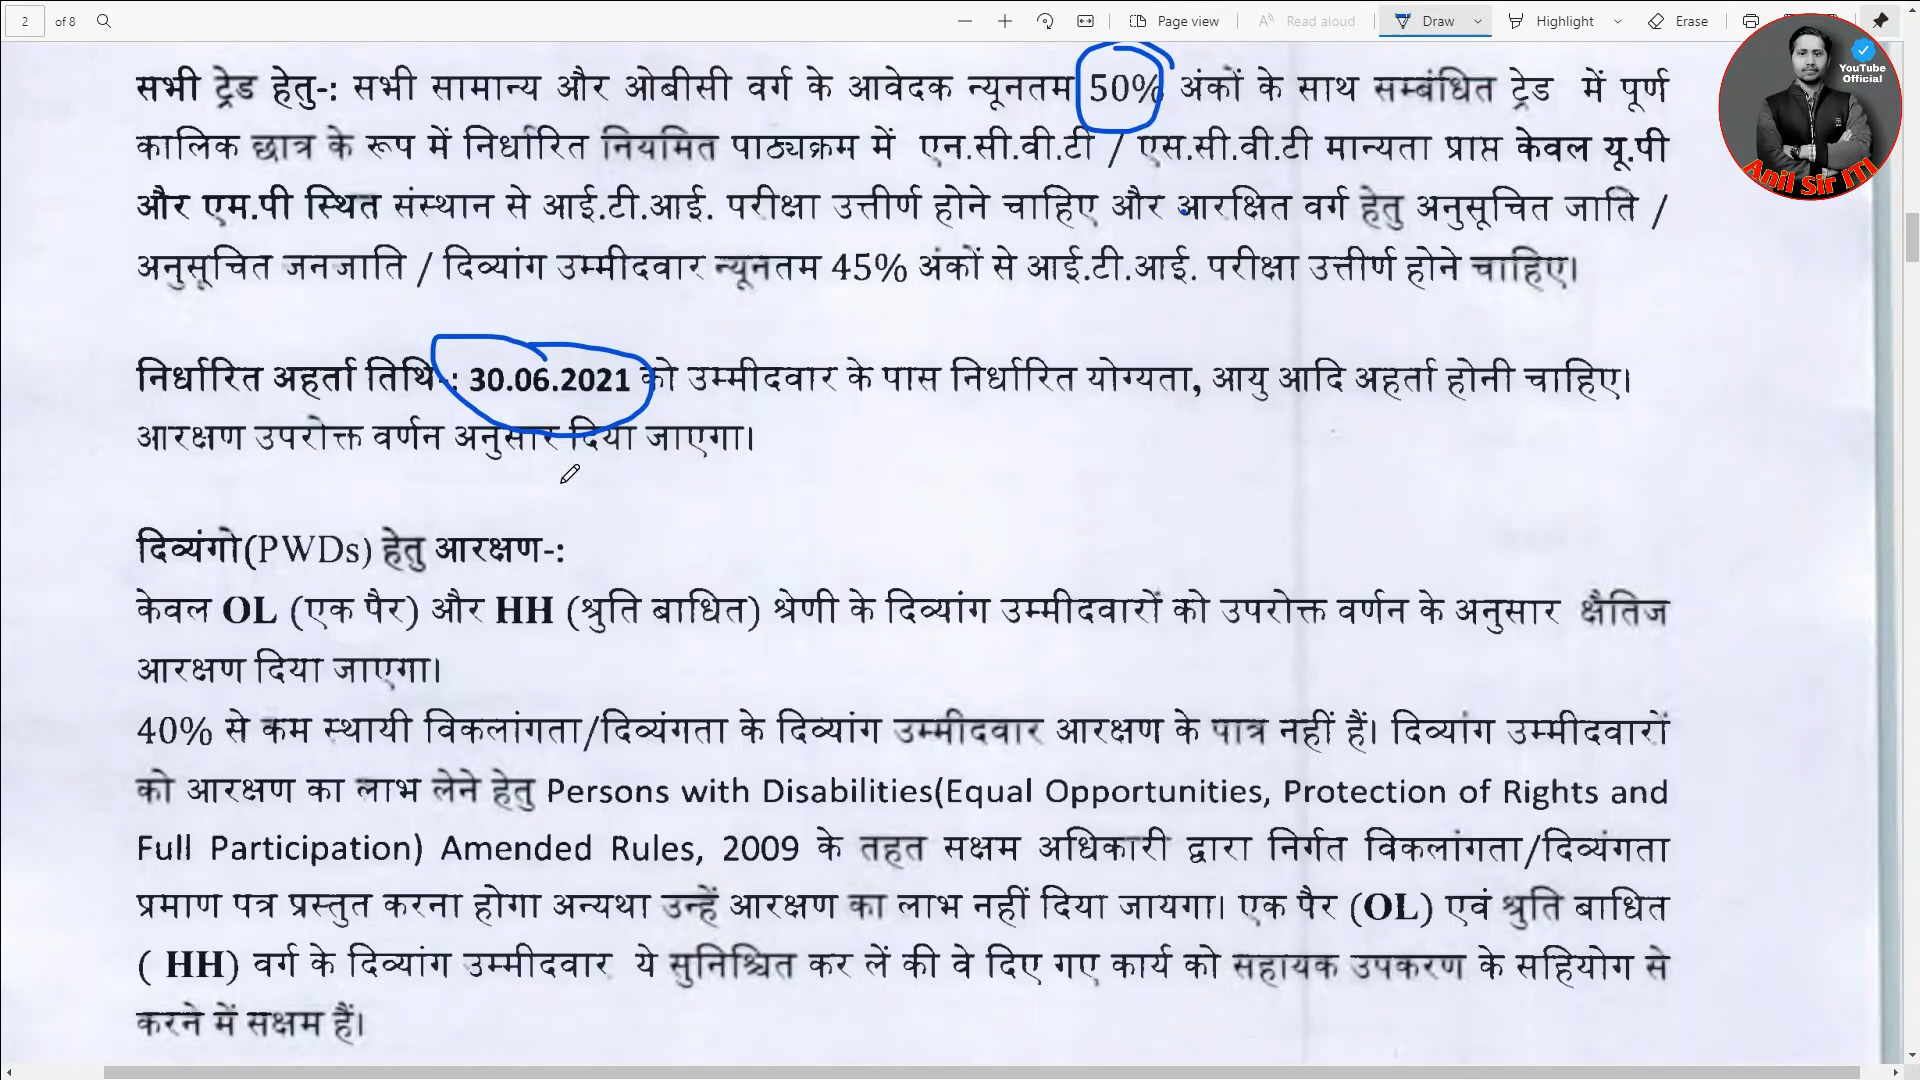 2 of 8 Page view Read aloud Draw Highlight Erase
YouTube
Official
Anil Sir ITI
सभी ट्रेड हेतु-: सभी सामान्य और ओबीसी वर्ग के आवेदक न्यूनतम 50% अंकों के साथ सम्बंधित ट्रेड में पूर्ण
कालिक छात्र के रूप में निर्धारित नियमित पाठ्यक्रम में एन.सी.वी.टी / एस.सी.वी.टी मान्यता प्राप्त केवल यू.पी
और एम.पी स्थित संस्थान से आई.टी.आई. परीक्षा उत्तीर्ण होने चाहिए और आरक्षित वर्ग हेतु अनुसूचित जाति /
अनुसूचित जनजाति / दिव्यांग उम्मीदवार न्यूनतम 45% अंकों से आई.टी.आई. परीक्षा उत्तीर्ण होने चाहिए।
निर्धारित अहर्ता तिथि-: 30.06.2021 को उम्मीदवार के पास निर्धारित योग्यता, आयु आदि अहर्ता होनी चाहिए।
आरक्षण उपरोक्त वर्णन अनुसार दिया जाएगा।
दिव्यंगो(PWDs) हेतु आरक्षण-:
केवल OL (एक पैर) और HH (श्रुति बाधित) श्रेणी के दिव्यांग उम्मीदवारों को उपरोक्त वर्णन के अनुसार क्षैतिज
आरक्षण दिया जाएगा।
40% से कम स्थायी विकलांगता/दिव्यंगता के दिव्यांग उम्मीदवार आरक्षण के पात्र नहीं हैं। दिव्यांग उम्मीदवारों
को आरक्षण का लाभ लेने हेतु Persons with Disabilities(Equal Opportunities, Protection of Rights and
Full Participation) Amended Rules, 2009 के तहत सक्षम अधिकारी द्वारा निर्गत विकलांगता/दिव्यंगता
प्रमाण पत्र प्रस्तुत करना होगा अन्यथा उन्हें आरक्षण का लाभ नहीं दिया जायगा। एक पैर (OL) एवं श्रुति बाधित
( HH) वर्ग के दिव्यांग उम्मीदवार ये सुनिश्चित कर लें की वे दिए गए कार्य को सहायक उपकरण के सहियोग से
करने में सक्षम हैं।